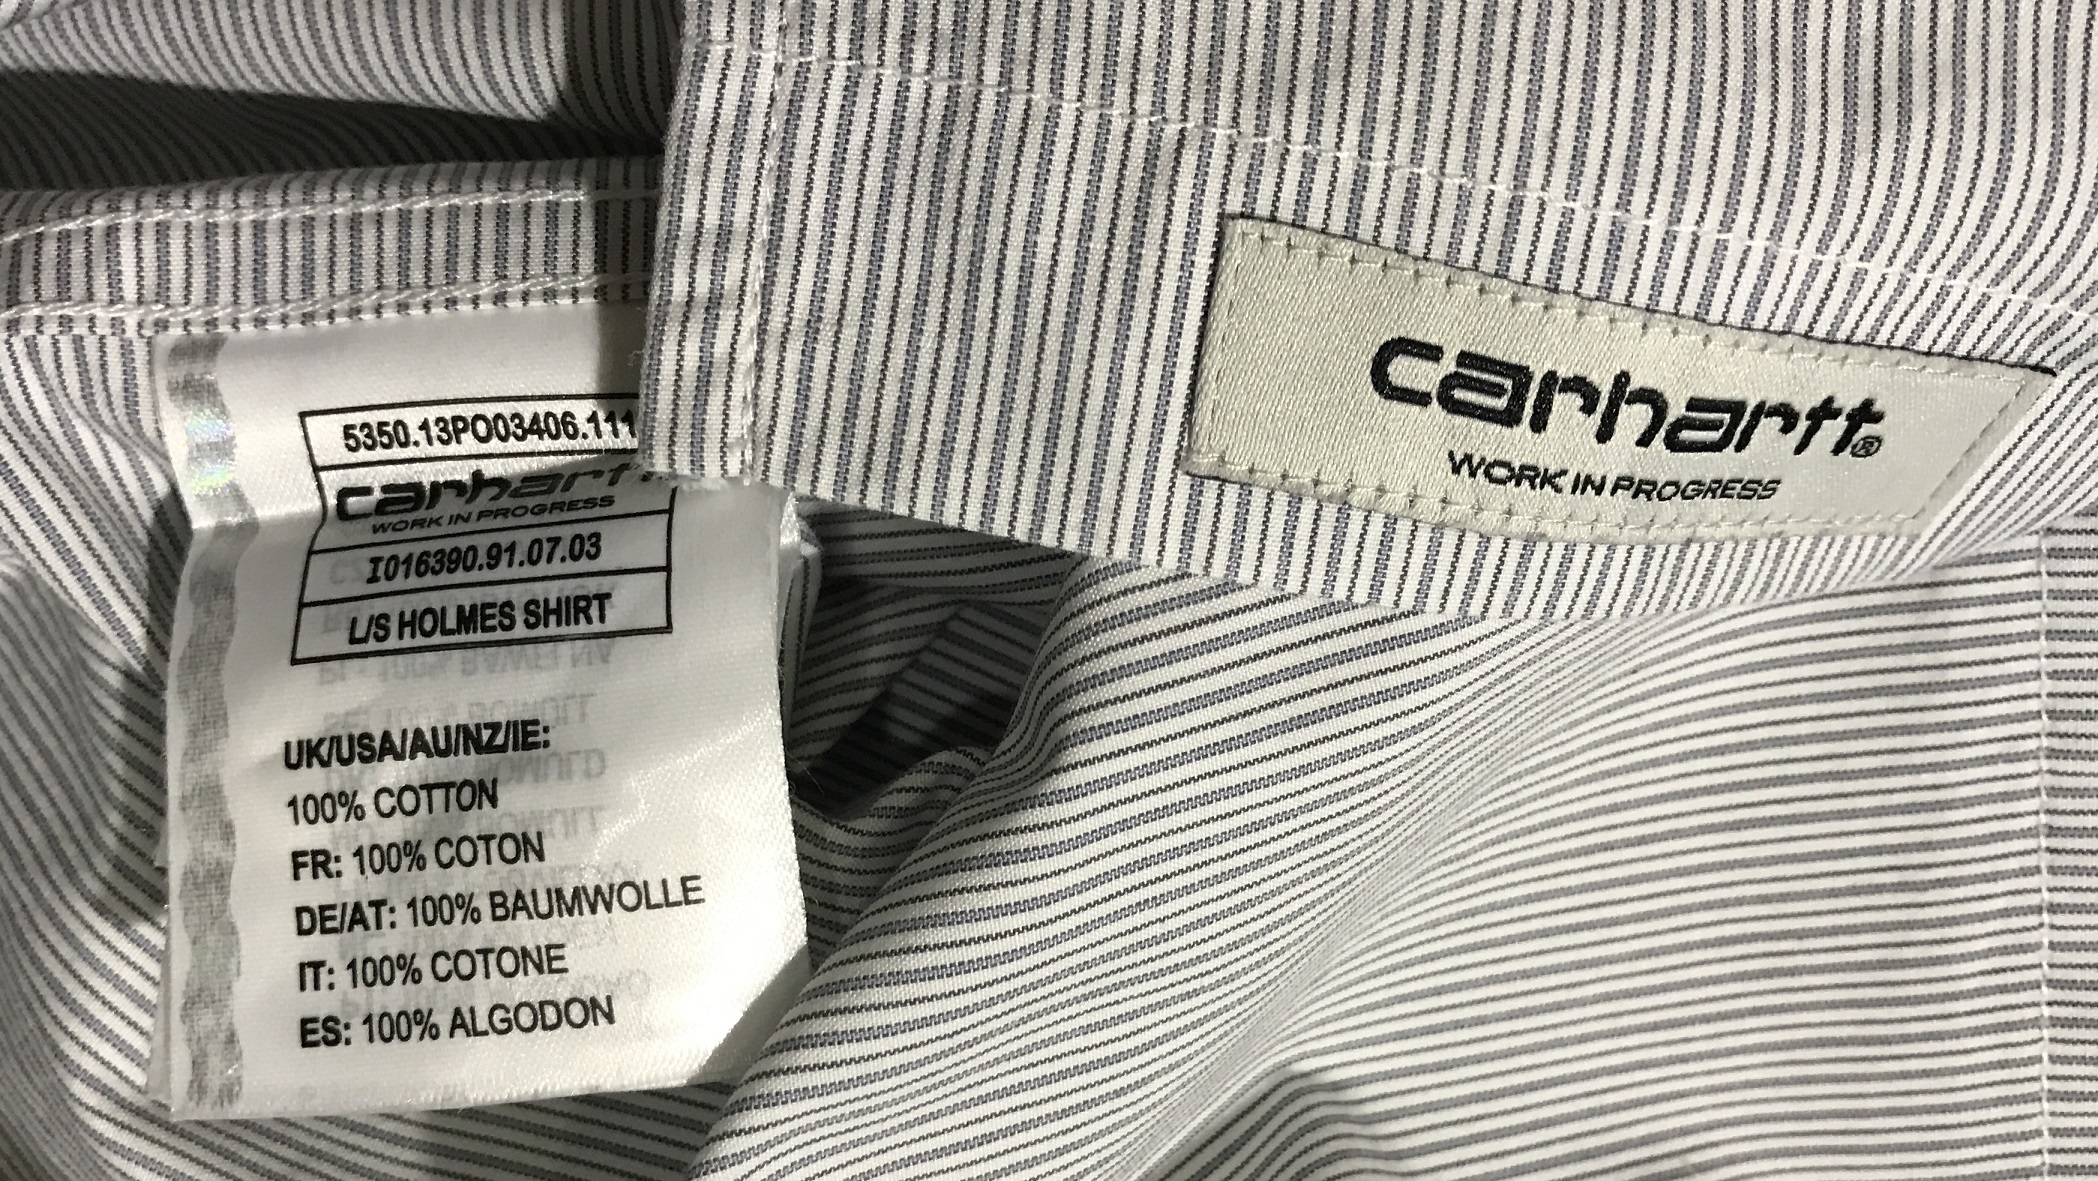 5350.13PO03406.111
carhartt
WORK IN PROGRESS
I016390.91.07.03
L/S HOLMES SHIRT
UK/USA/AU/NZ/IE:
100% COTTON
FR: 100% COTON
DE/AT: 100% BAUMWOLLE
IT: 100% COTONE
ES: 100% ALGODON
carhartt®
WORK IN PROGRESS